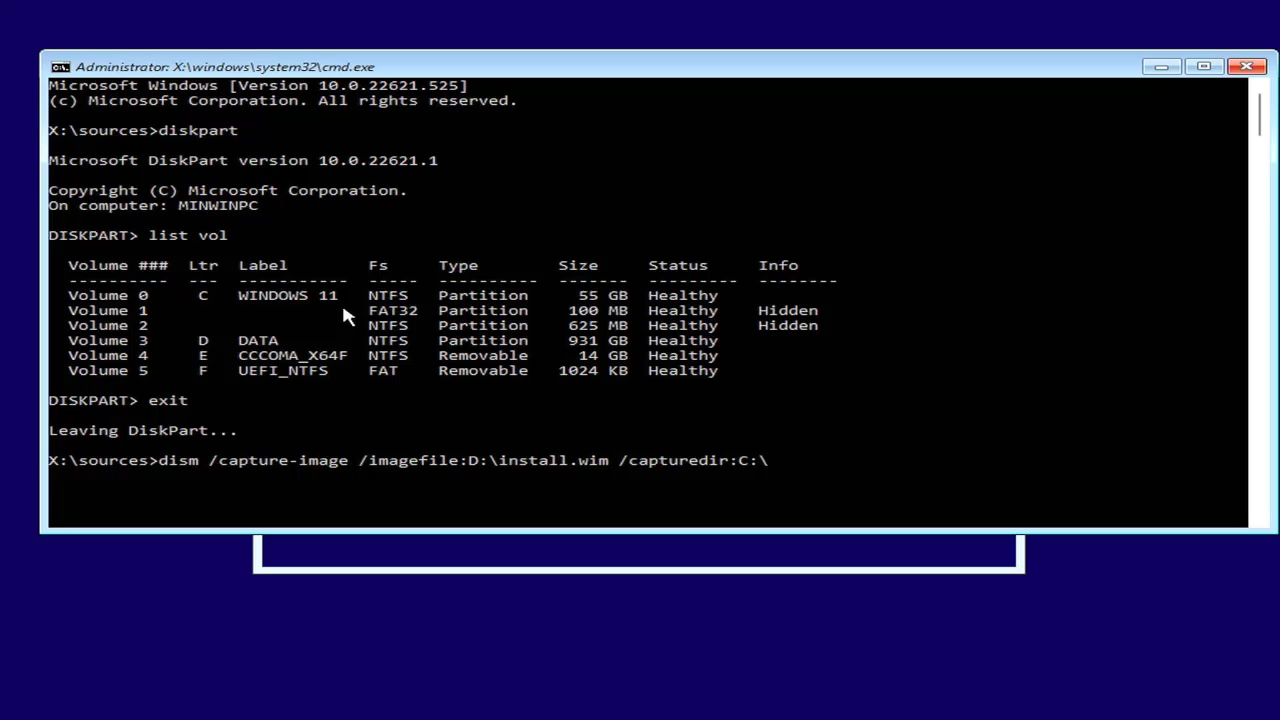 Administrator: X:\windows\system32\cmd.exe
Microsoft Windows [Version 10.0.22621.525]
(c) Microsoft Corporation. All rights reserved.
X:\sources>diskpart
Microsoft DiskPart version 10.0.22621.1
Copyright (C) Microsoft Corporation.
On computer: MINWINPC
DISKPART> list vol
  Volume ###  Ltr  Label        Fs     Type        Size     Status     Info
  ----------  ---  -----------  -----  ----------  -------  ---------  --------
  Volume 0     C   WINDOWS 11   NTFS   Partition     55 GB  Healthy
  Volume 1                      FAT32  Partition    100 MB  Healthy    Hidden
  Volume 2                      NTFS   Partition    625 MB  Healthy    Hidden
  Volume 3     D   DATA         NTFS   Partition    931 GB  Healthy
  Volume 4     E   CCCOMA_X64F  NTFS   Removable     14 GB  Healthy
  Volume 5     F   UEFI_NTFS    FAT    Removable   1024 KB  Healthy
DISKPART> exit
Leaving DiskPart...
X:\sources>dism /capture-image /imagefile:D:\install.wim /capturedir:C:\